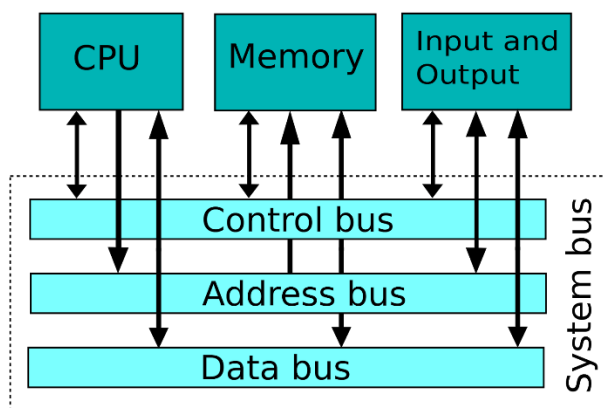 CPU
Memory
Input and
Output
Control bus
Address bus
Data bus
System bus